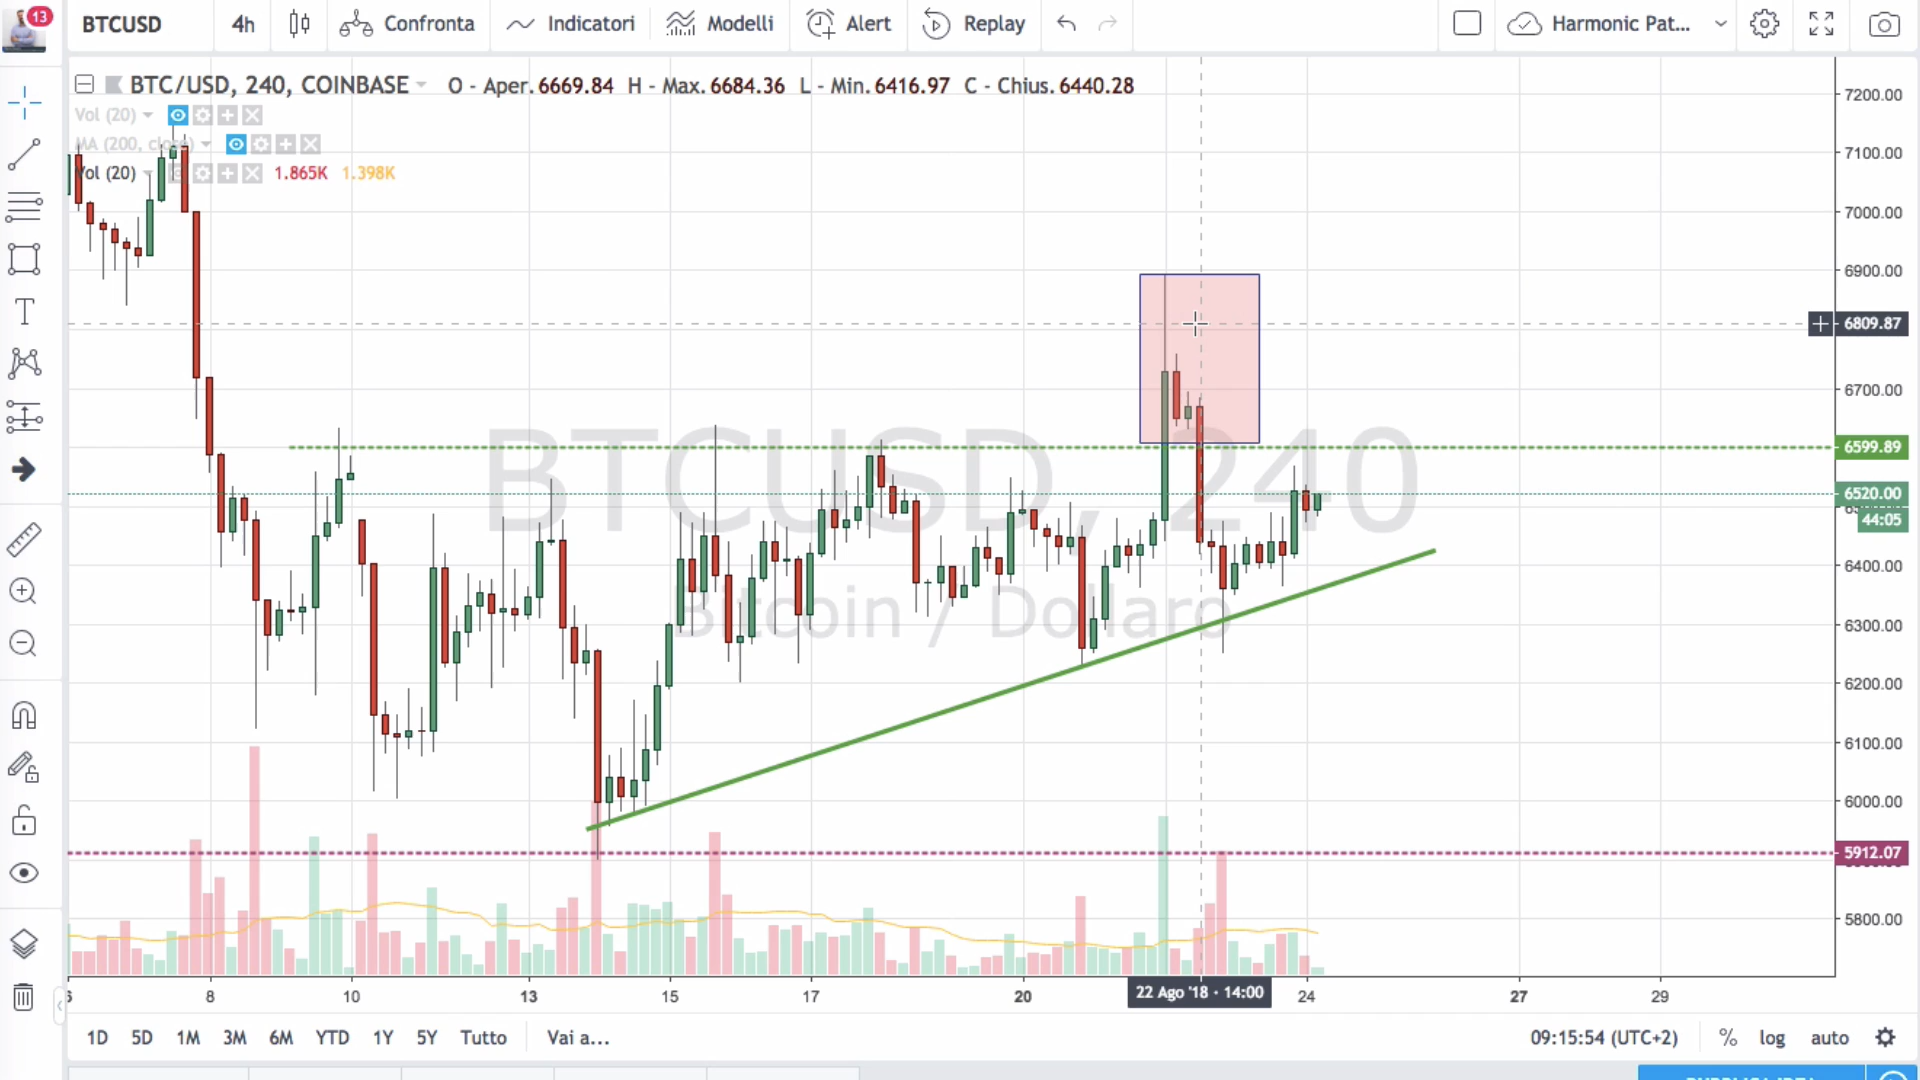 13
BTCUSD 4h Confronta Indicatori Modelli Alert Replay Harmonic Pat...
BTC/USD, 240, COINBASE O - Aper. 6669.84 H - Max. 6684.36 L - Min. 6416.97 C - Chius. 6440.28
Vol (20)
MA (200, close)
Vol (20) 1.865K 1.398K
BTCUSD, 240
Bitcoin / Dollaro
7200.00
7100.00
7000.00
6900.00
6809.87
6700.00
6599.89
6520.00
44:05
6400.00
6300.00
6200.00
6100.00
6000.00
5912.07
5800.00
8 10 13 15 17 20 22 Ago '18 · 14:00 24 27 29
1D 5D 1M 3M 6M YTD 1Y 5Y Tutto Vai a... 09:15:54 (UTC+2) % log auto